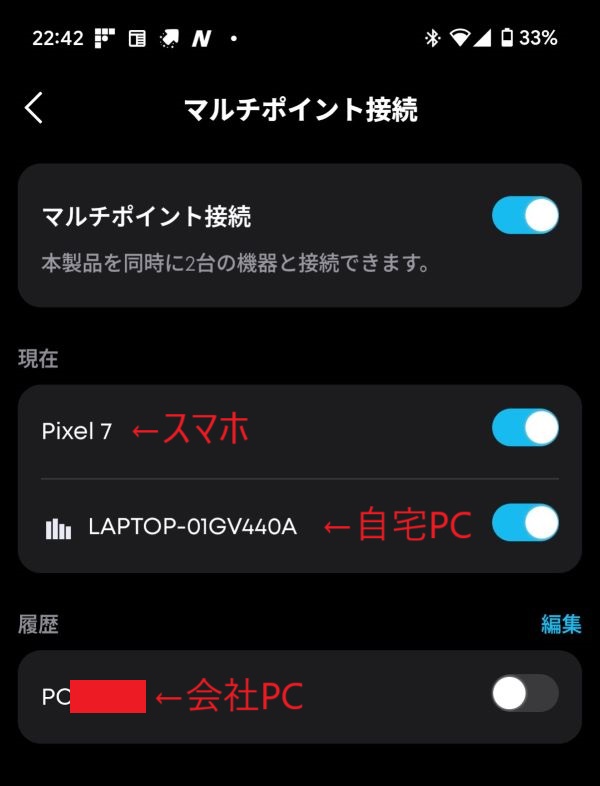 22:42 N 33%
マルチポイント接続
マルチポイント接続
本製品を同時に2台の機器と接続できます。
現在
Pixel 7 ←スマホ
LAPTOP-01GV440A ←自宅PC
履歴 編集
PC ←会社PC